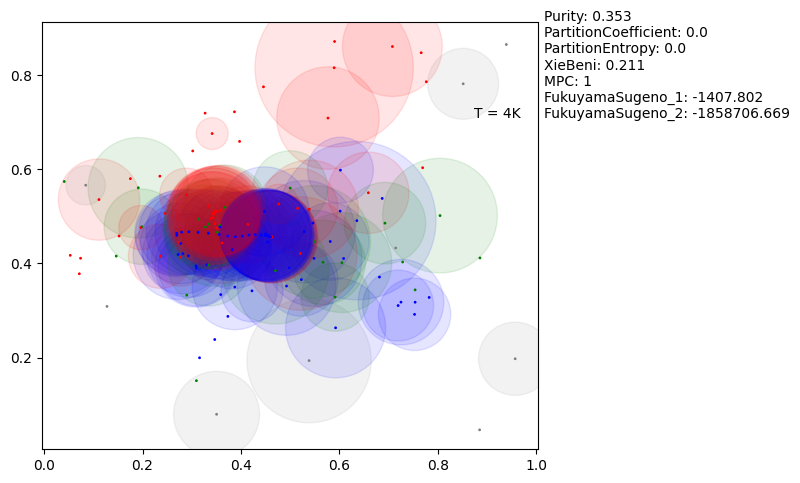 Purity: 0.353
PartitionCoefficient: 0.0
PartitionEntropy: 0.0
XieBeni: 0.211
MPC: 1
FukuyamaSugeno_1: -1407.802
FukuyamaSugeno_2: -1858706.669
T = 4K
0.8
0.6
0.4
0.2
0.0 0.2 0.4 0.6 0.8 1.0